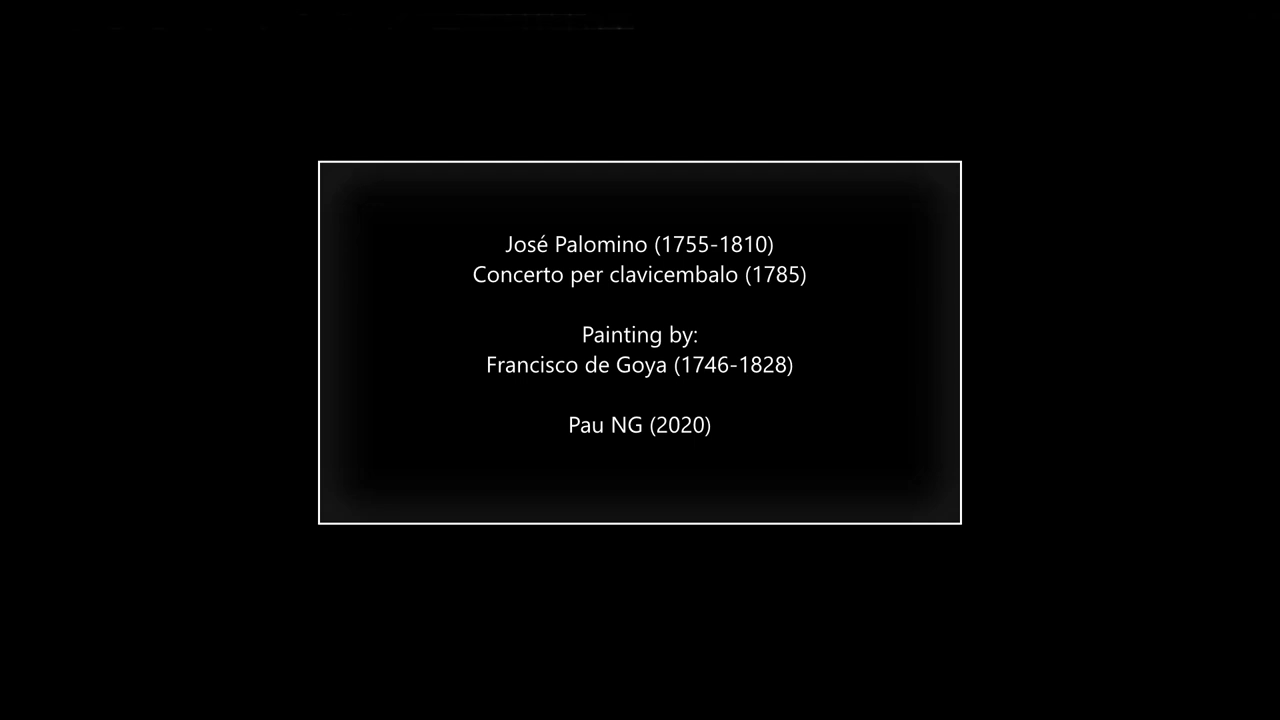 José Palomino (1755-1810)
Concerto per clavicembalo (1785)
Painting by:
Francisco de Goya (1746-1828)
Pau NG (2020)